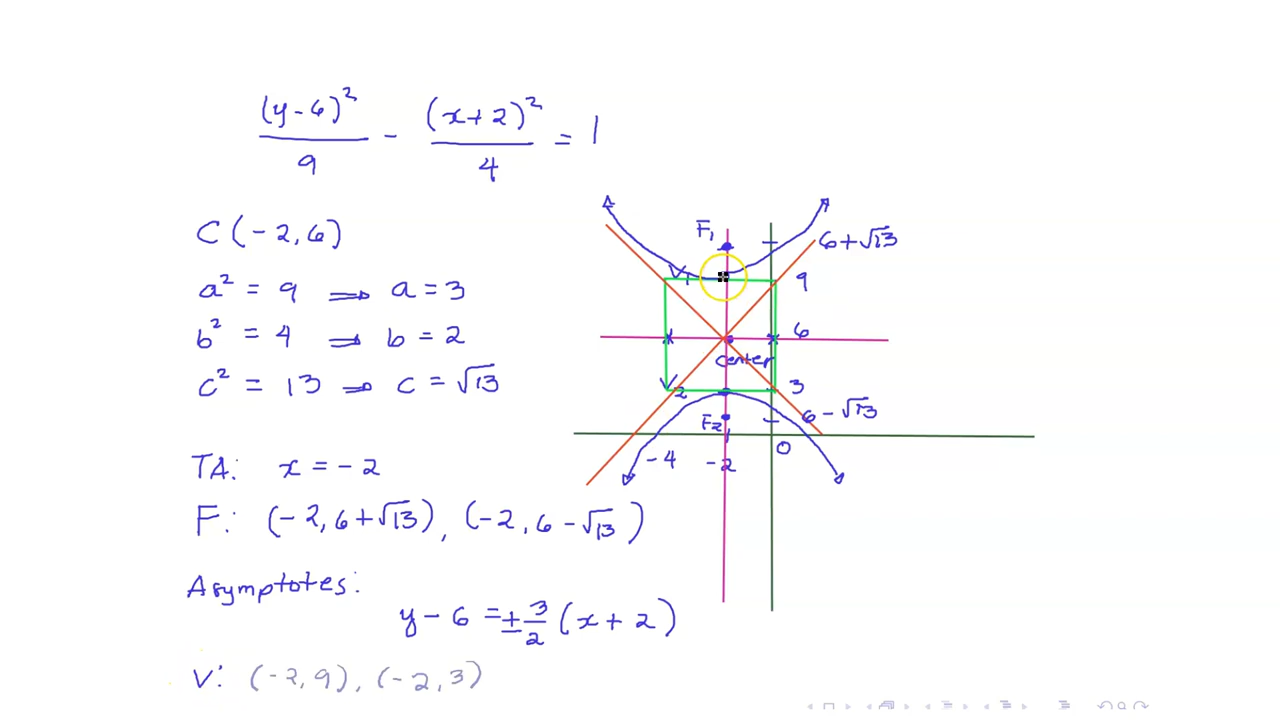 (y-6)²/9 - (x+2)²/4 = 1
C (-2,6)
a² = 9 ⟹ a = 3
b² = 4 ⟹ b = 2
c² = 13 ⟹ c = √13
TA: x = -2
F: (-2, 6+√13), (-2, 6-√13)
Asymptotes:
y-6 = ±3/2 (x+2)
V: (-2,9), (-2,3)
F₁
6+√13
V₁
9
6
center
V₂
3
6-√13
F₂
0
-4
-2